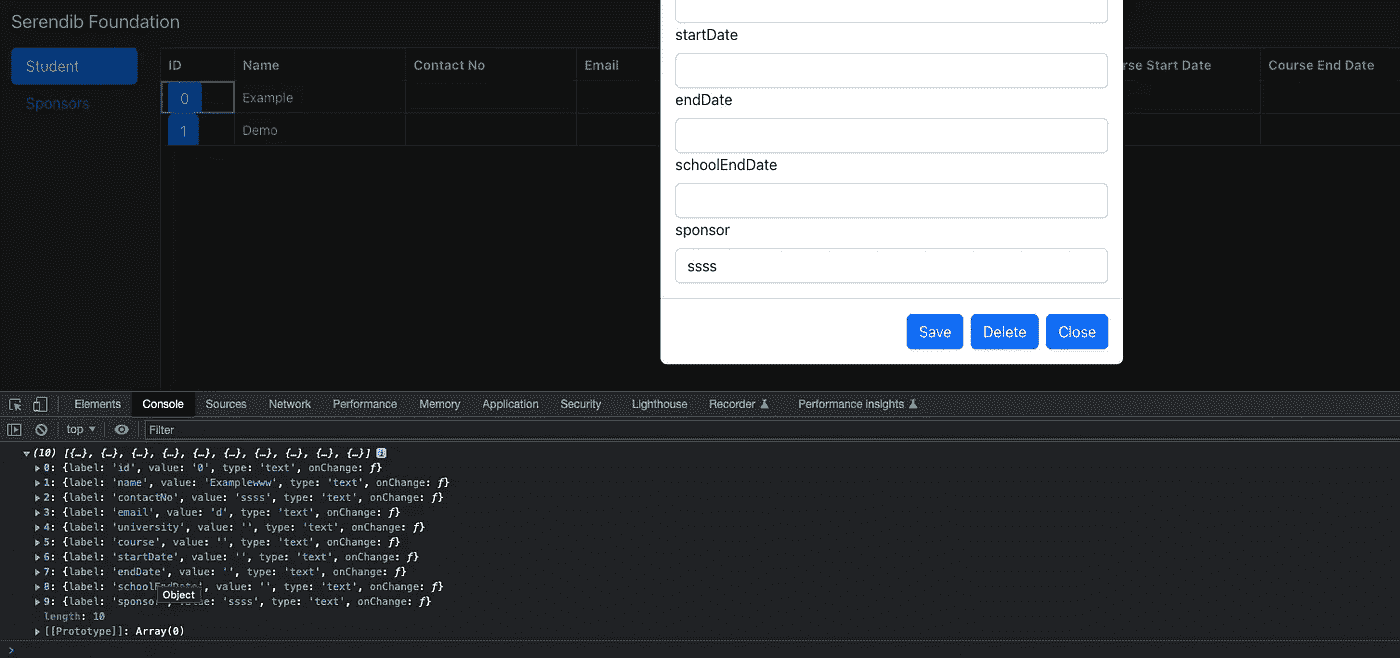 Serendib Foundation
Student
Sponsors
ID Name Contact No Email rse Start Date Course End Date
0 Example
1 Demo
startDate
endDate
schoolEndDate
sponsor
ssss
Save Delete Close
Elements Console Sources Network Performance Memory Application Security Lighthouse Recorder Performance insights
top ▼ Filter
▼(10) [{…}, {…}, {…}, {…}, {…}, {…}, {…}, {…}, {…}, {…}] i
▶0: {label: 'id', value: '0', type: 'text', onChange: ƒ}
▶1: {label: 'name', value: 'Examplewww', type: 'text', onChange: ƒ}
▶2: {label: 'contactNo', value: 'ssss', type: 'text', onChange: ƒ}
▶3: {label: 'email', value: 'd', type: 'text', onChange: ƒ}
▶4: {label: 'university', value: '', type: 'text', onChange: ƒ}
▶5: {label: 'course', value: '', type: 'text', onChange: ƒ}
▶6: {label: 'startDate', value: '', type: 'text', onChange: ƒ}
▶7: {label: 'endDate', value: '', type: 'text', onChange: ƒ}
▶8: {label: 'schoolEndDate', value: '', type: 'text', onChange: ƒ}
Object
▶9: {label: 'sponsor', value: 'ssss', type: 'text', onChange: ƒ}
length: 10
▶[[Prototype]]: Array(0)
>